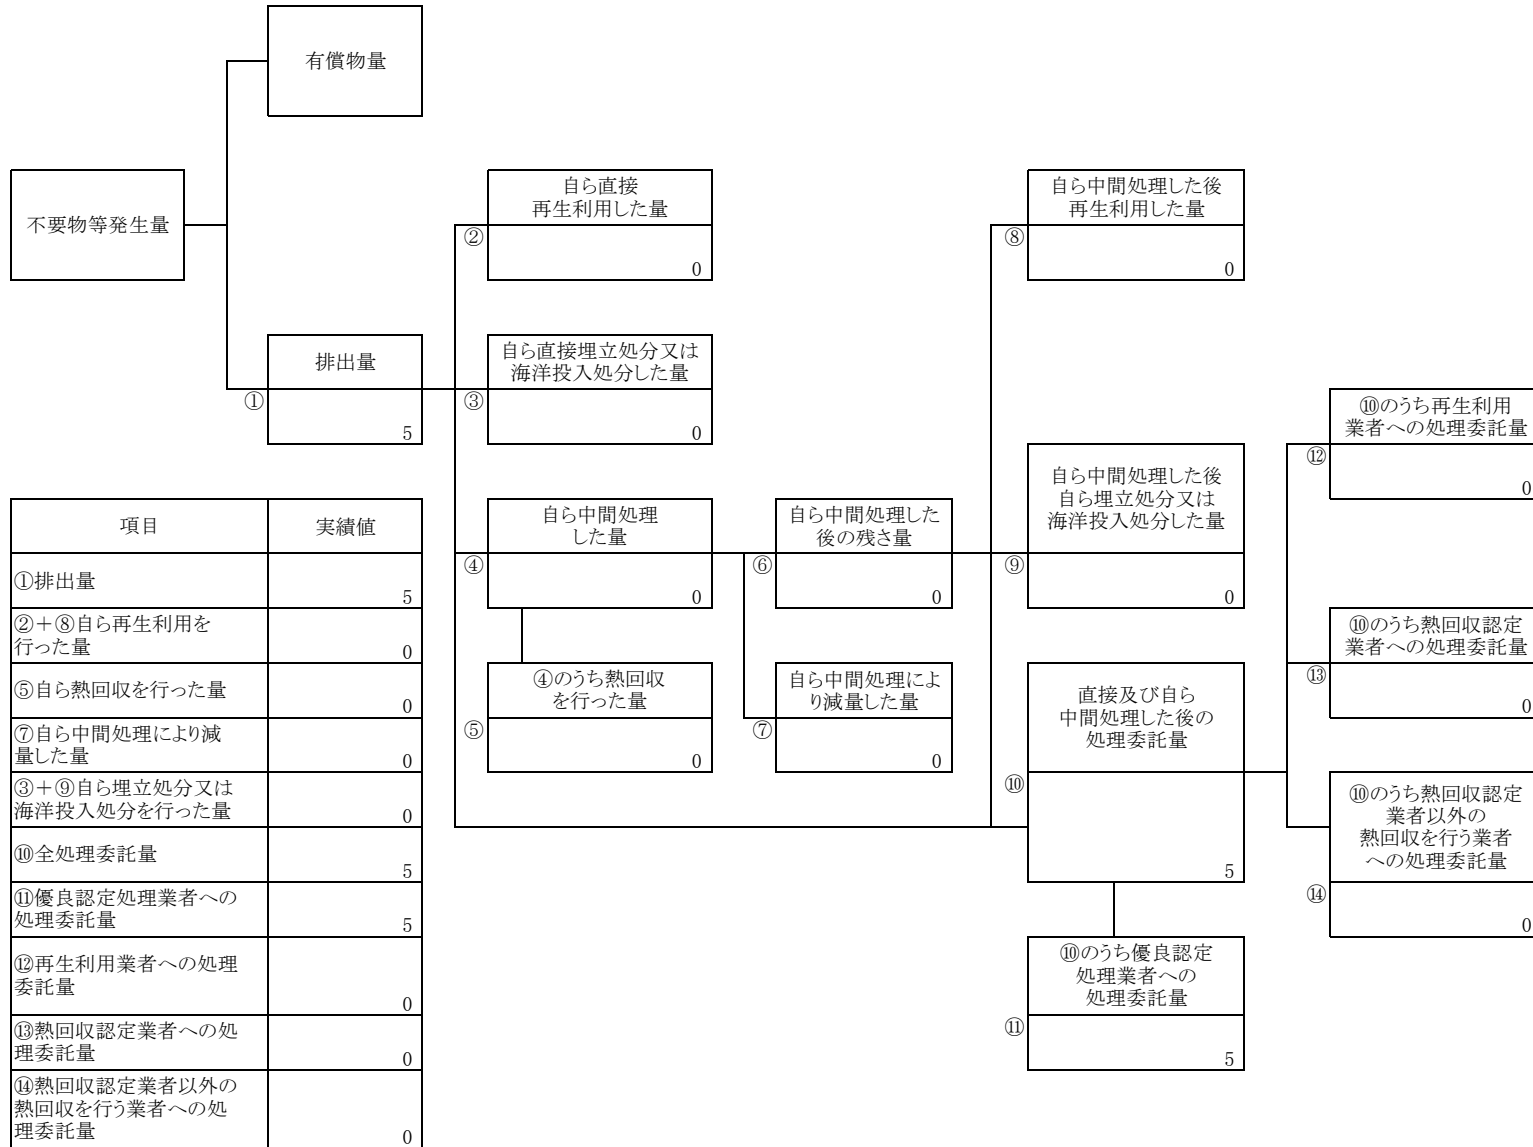 有償物量
不要物等発生量
自ら直接
再生利用した量
②
0
自ら中間処理した後
再生利用した量
⑧
0
排出量
①
5
自ら直接埋立処分又は
海洋投入処分した量
③
0
⑩のうち再生利用
業者への処理委託量
⑫
0
自ら中間処理
した量
④
0
自ら中間処理した
後の残さ量
⑥
0
自ら中間処理した後
自ら埋立処分又は
海洋投入処分した量
⑨
0
⑩のうち熱回収認定
業者への処理委託量
⑬
0
④のうち熱回収
を行った量
⑤
0
自ら中間処理によ
り減量した量
⑦
0
直接及び自ら
中間処理した後の
処理委託量
⑩
5
⑩のうち熱回収認定
業者以外の
熱回収を行う業者
への処理委託量
⑭
0
⑩のうち優良認定
処理業者への
処理委託量
⑪
5
項目 実績値
①排出量
5
②＋⑧自ら再生利用を
行った量
0
⑤自ら熱回収を行った量
0
⑦自ら中間処理により減
量した量
0
③＋⑨自ら埋立処分又は
海洋投入処分を行った量
0
⑩全処理委託量
5
⑪優良認定処理業者への
処理委託量
5
⑫再生利用業者への処理
委託量
0
⑬熱回収認定業者への処
理委託量
0
⑭熱回収認定業者以外の
熱回収を行う業者への処
理委託量
0